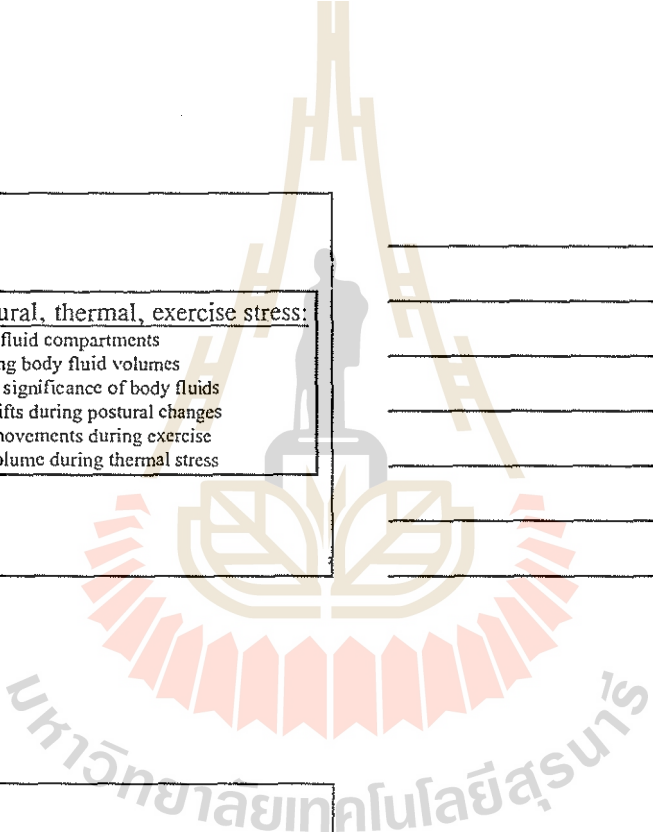 ural, thermal, exercise stress:
fluid compartments
ng body fluid volumes
significance of body fluids
ifts during postural changes
novements during exercise
olume during thermal stress
มหาวิทยาลัยเทคโนโลยีสุรนารี